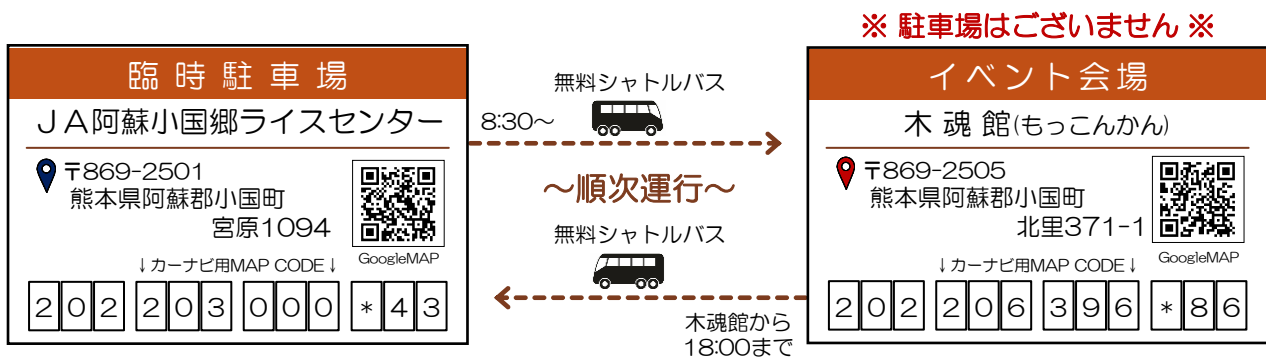 ※ 駐車場はございません ※
臨時駐車場
JA阿蘇小国郷ライスセンター
〒869-2501
熊本県阿蘇郡小国町
宮原1094
GoogleMAP
↓カーナビ用MAP CODE↓
202 203 000 *43
無料シャトルバス
8:30〜
〜順次運行〜
無料シャトルバス
木魂館から
18:00まで
イベント会場
木魂館(もっこんかん)
〒869-2505
熊本県阿蘇郡小国町
北里371-1
GoogleMAP
↓カーナビ用MAP CODE↓
202 206 396 *86